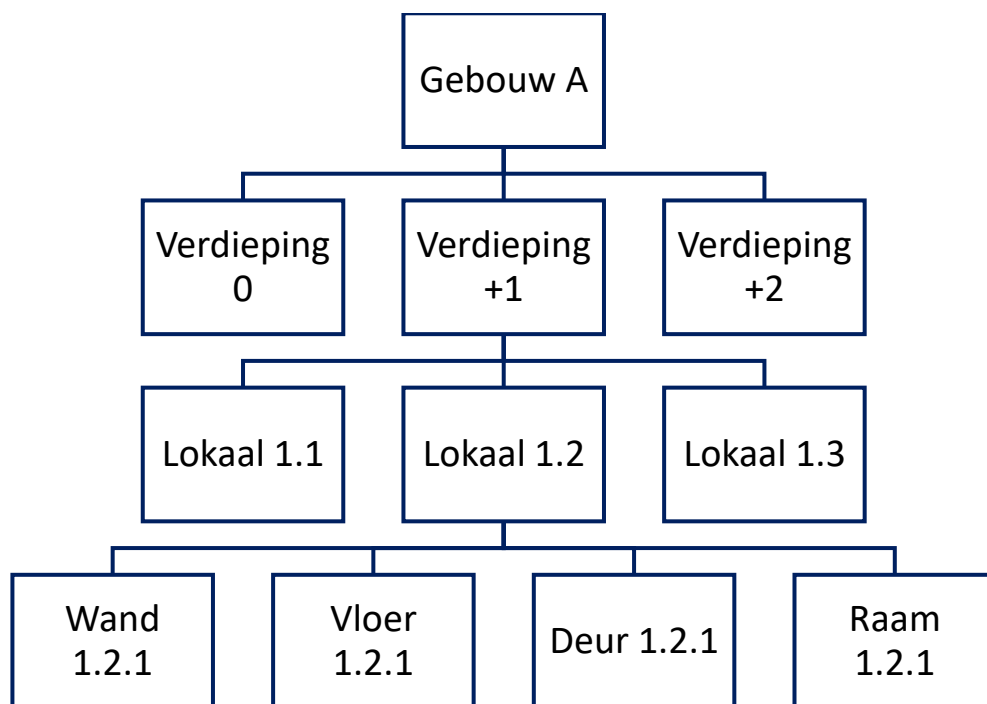 Gebouw A
Verdieping
0
Verdieping
+1
Verdieping
+2
Lokaal 1.1
Lokaal 1.2
Lokaal 1.3
Wand
1.2.1
Vloer
1.2.1
Deur 1.2.1
Raam
1.2.1